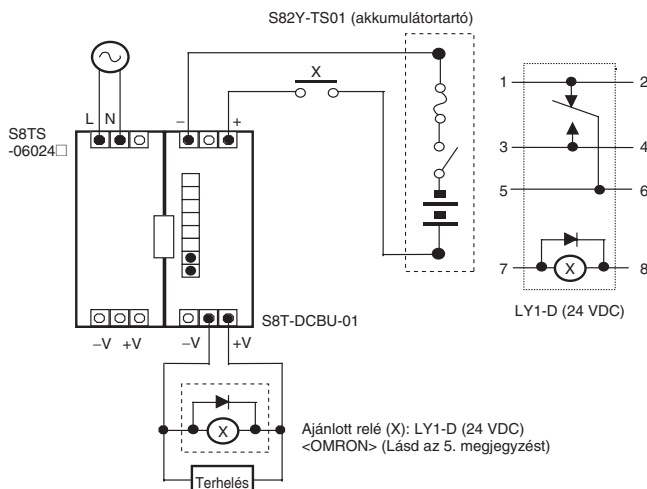 S82Y-TS01 (akkumulátortartó)
X
1 2
L N − +
S8TS
-06024□
3 4
5 6
7 X 8
LY1-D (24 VDC)
S8T-DCBU-01
−V +V −V +V
X
Ajánlott relé (X): LY1-D (24 VDC)
<OMRON> (Lásd az 5. megjegyzést)
Terhelés